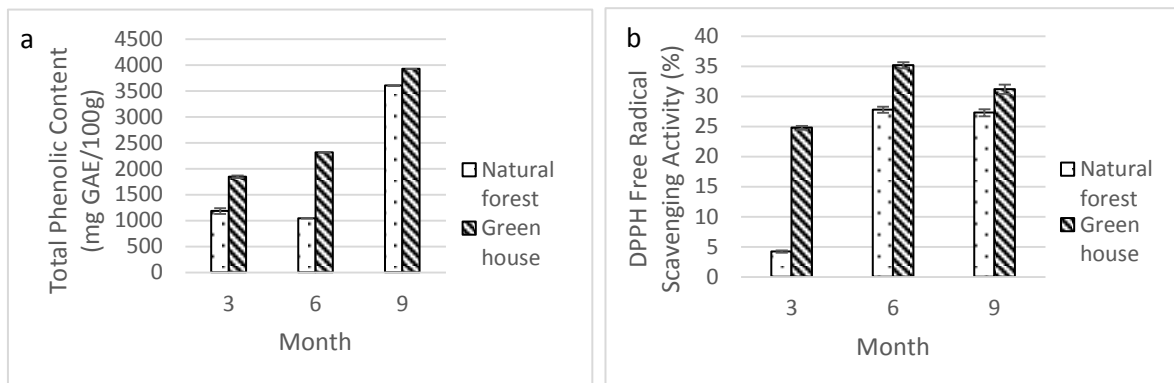 a
Total Phenolic Content
(mg GAE/100g)
4500
4000
3500
3000
2500
2000
1500
1000
500
0
3 6 9
Month
Natural
forest
Green
house
b
DPPH Free Radical
Scavenging Activity (%)
40
35
30
25
20
15
10
5
0
3 6 9
Month
Natural
forest
Green
house